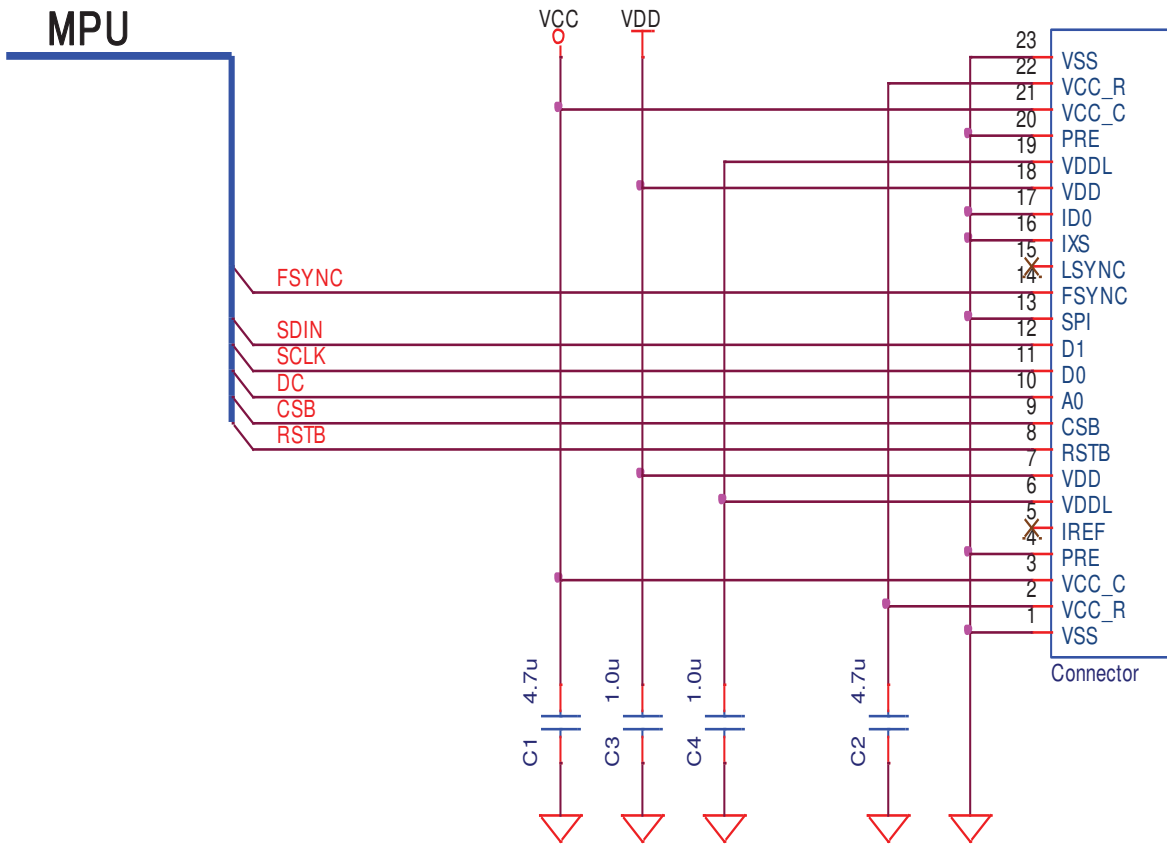 MPU
VCC
VDD
23
VSS
22
VCC_R
21
VCC_C
20
PRE
19
VDDL
18
VDD
17
ID0
16
IXS
15
LSYNC
14
FSYNC
FSYNC
13
SPI
12
SDIN
D1
11
SCLK
D0
10
DC
A0
9
CSB
CSB
8
RSTB
RSTB
7
VDD
6
VDDL
5
IREF
4
PRE
3
VCC_C
2
VCC_R
1
VSS
Connector
C1 4.7u
C3 1.0u
C4 1.0u
C2 4.7u